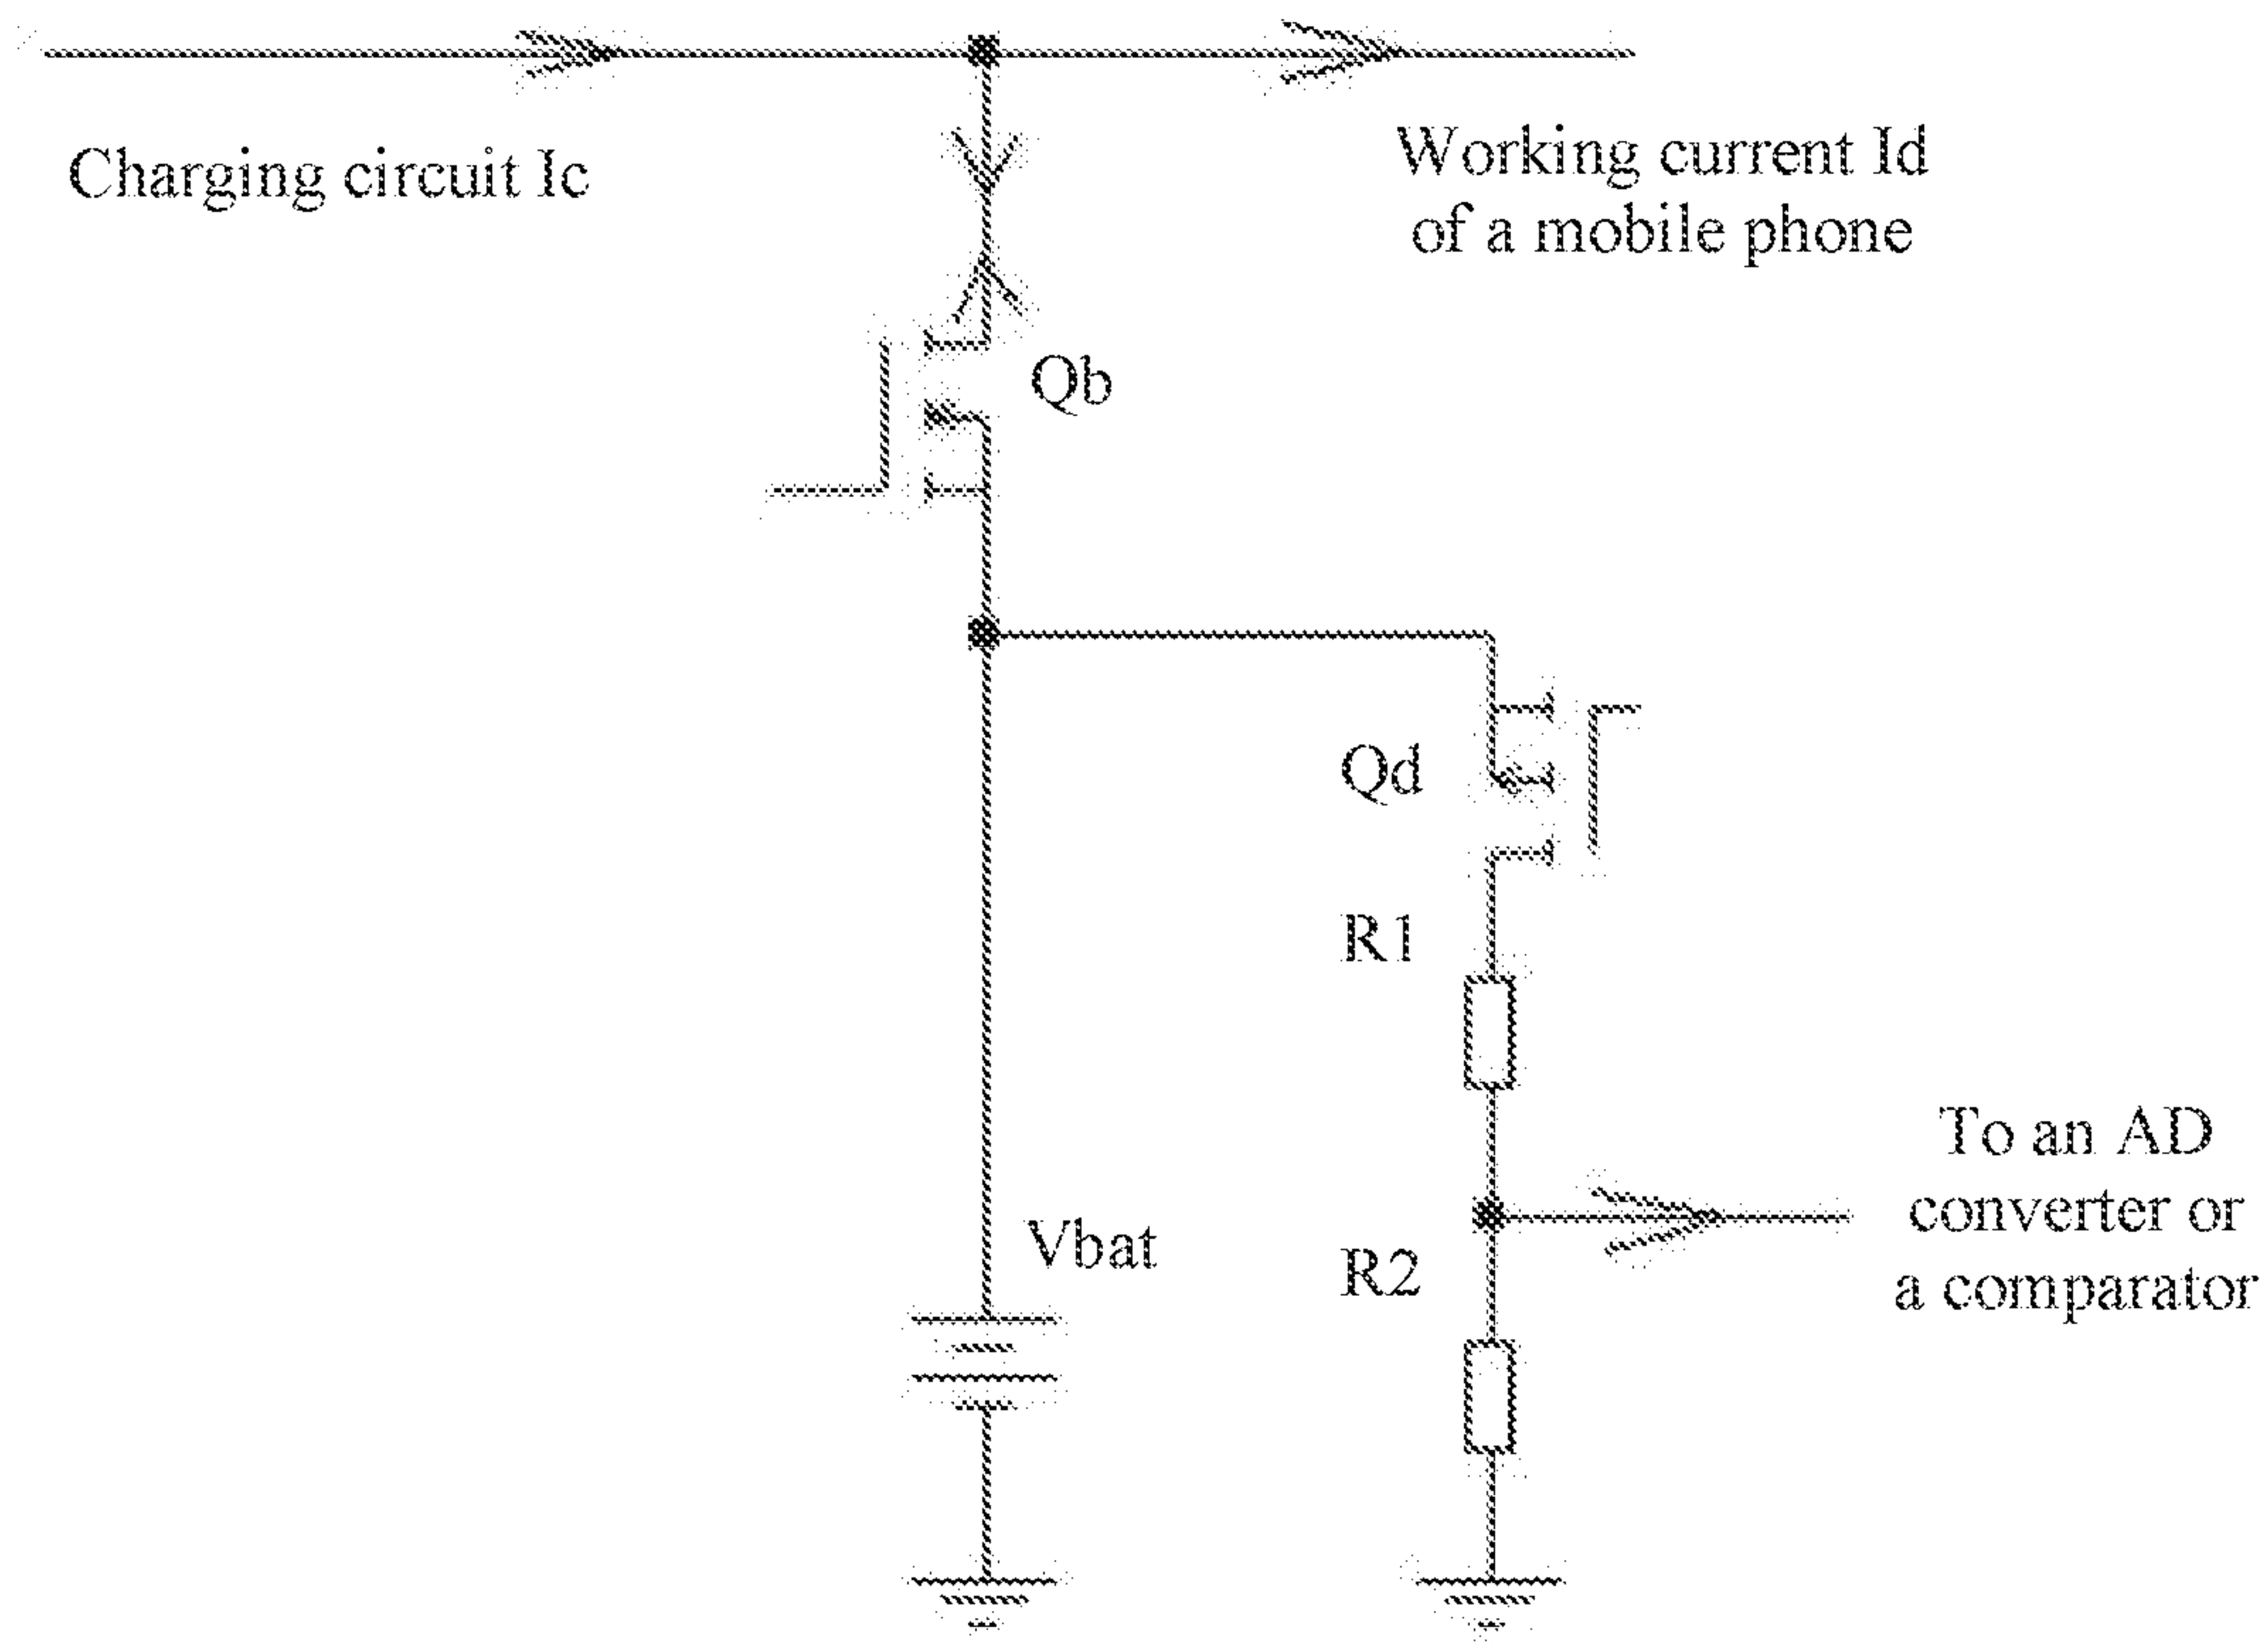 Charging circuit Ic
Working current Id
of a mobile phone
Qb
Qd
R1
To an AD
converter or
a comparator
Vbat
R2